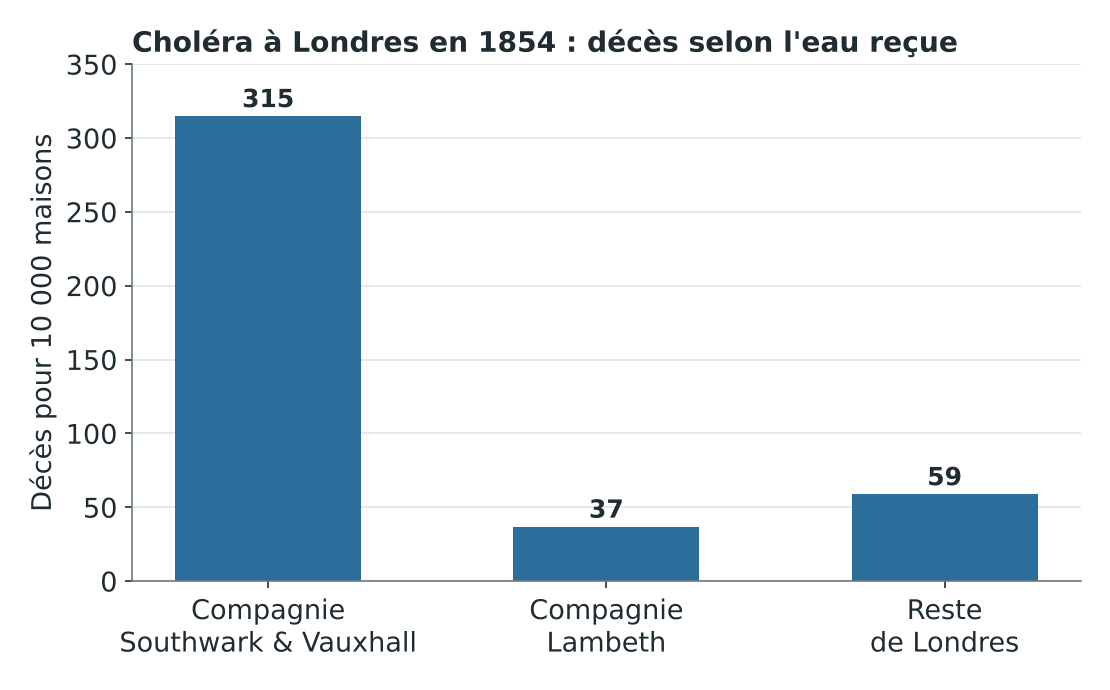 Choléra à Londres en 1854 : décès selon l'eau reçue
Décès pour 10 000 maisons
350
300
250
200
150
100
50
0
315
37
59
Compagnie
Southwark & Vauxhall
Compagnie
Lambeth
Reste
de Londres